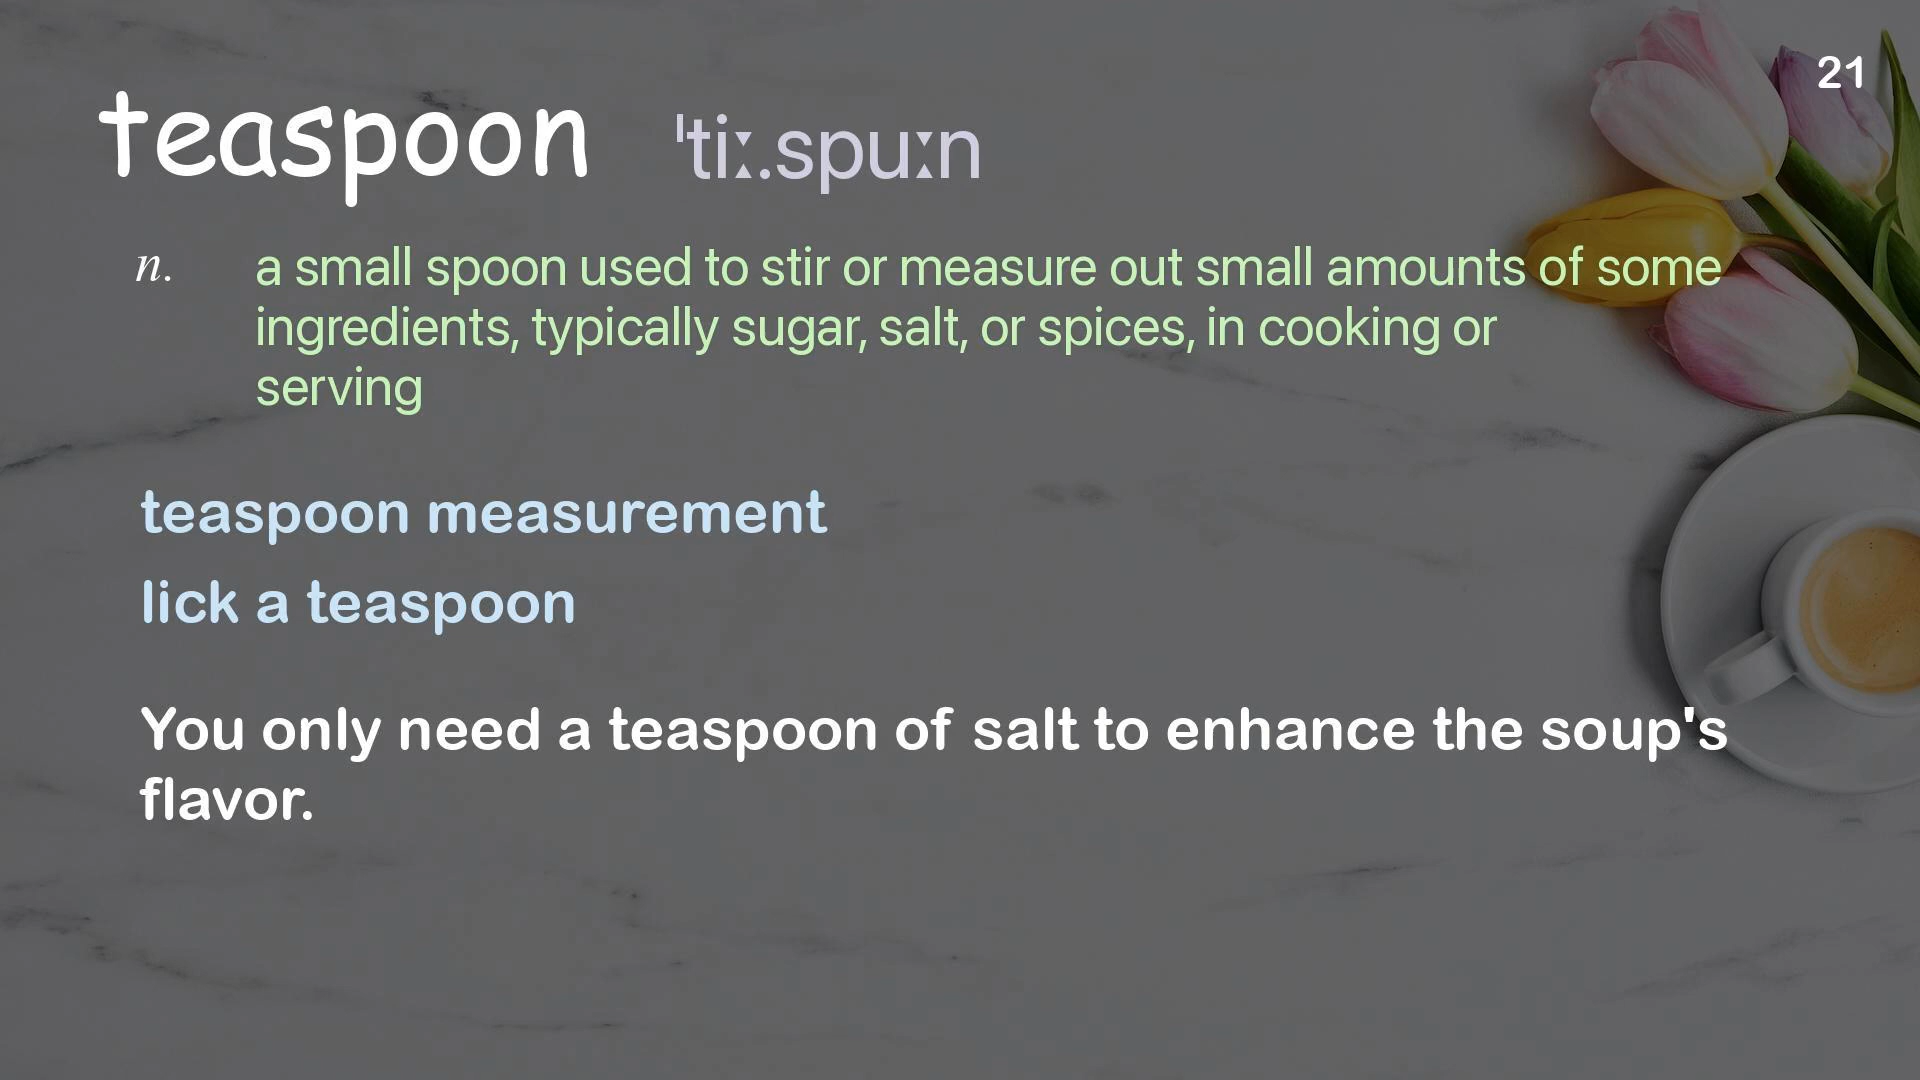 21
teaspoon ˈtiː.spuːn
n. a small spoon used to stir or measure out small amounts of some
ingredients, typically sugar, salt, or spices, in cooking or
serving
teaspoon measurement
lick a teaspoon
You only need a teaspoon of salt to enhance the soup's
flavor.